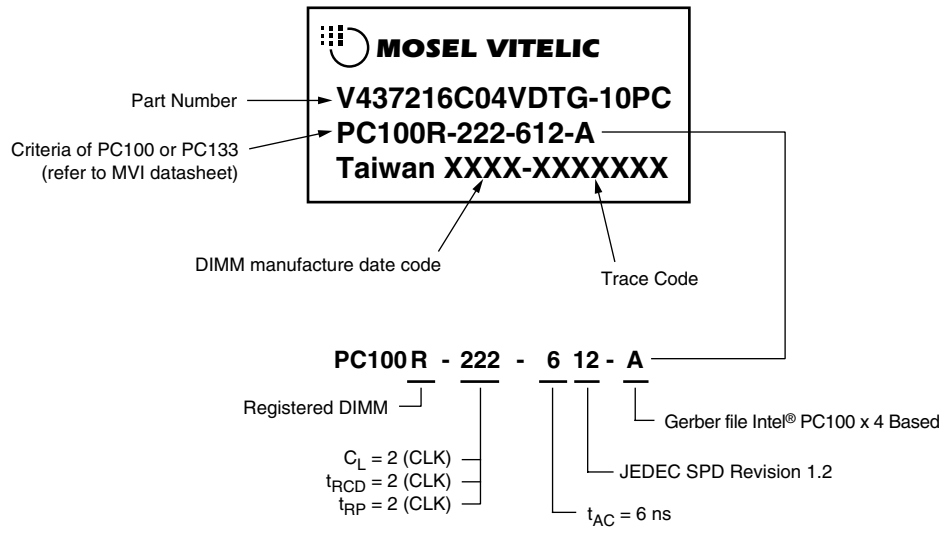 MOSEL VITELIC
Part Number
V437216C04VDTG-10PC
Criteria of PC100 or PC133
(refer to MVI datasheet)
PC100R-222-612-A
Taiwan XXXX-XXXXXXX
DIMM manufacture date code
Trace Code
PC100 R - 222 - 6 12 - A
Registered DIMM
Gerber file Intel® PC100 x 4 Based
CL = 2 (CLK)
tRCD = 2 (CLK)
tRP = 2 (CLK)
JEDEC SPD Revision 1.2
tAC = 6 ns